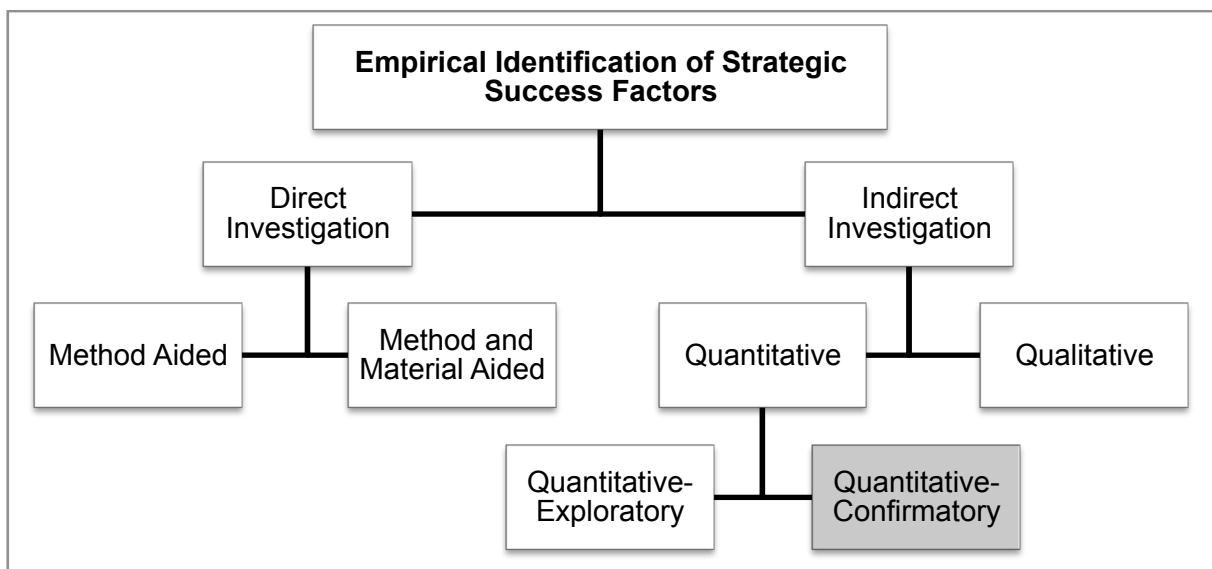 Empirical Identification of Strategic
Success Factors
Direct
Investigation
Indirect
Investigation
Method Aided
Method and
Material Aided
Quantitative
Qualitative
Quantitative-
Exploratory
Quantitative-
Confirmatory